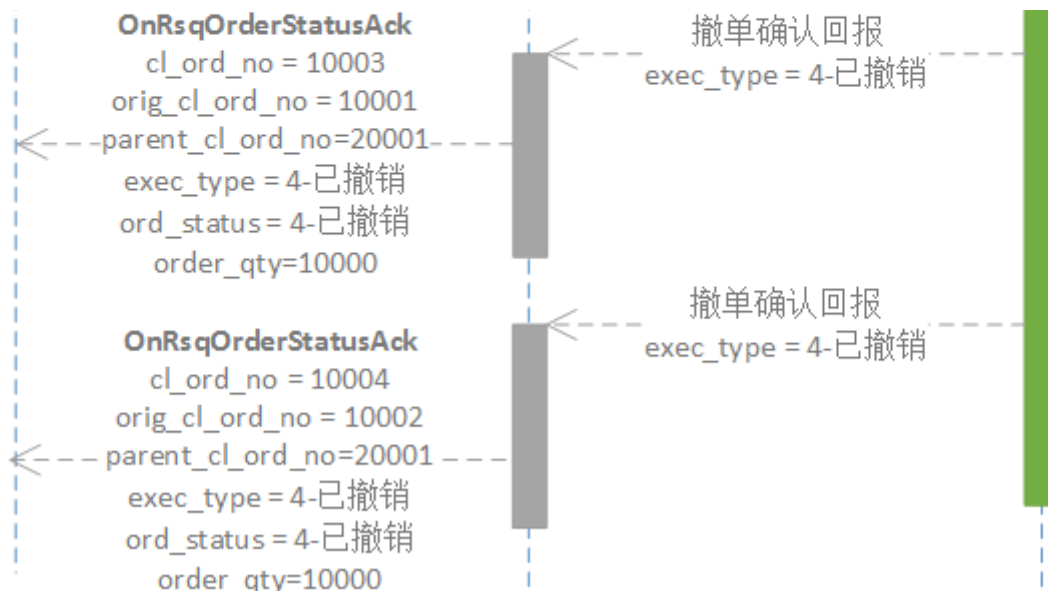 OnRsqOrderStatusAck
cl_ord_no = 10003
orig_cl_ord_no = 10001
parent_cl_ord_no=20001
exec_type = 4-已撤销
ord_status = 4-已撤销
order_qty=10000
撤单确认回报
exec_type = 4-已撤销
OnRsqOrderStatusAck
cl_ord_no = 10004
orig_cl_ord_no = 10002
parent_cl_ord_no=20001
exec_type = 4-已撤销
ord_status = 4-已撤销
order_qty=10000
撤单确认回报
exec_type = 4-已撤销